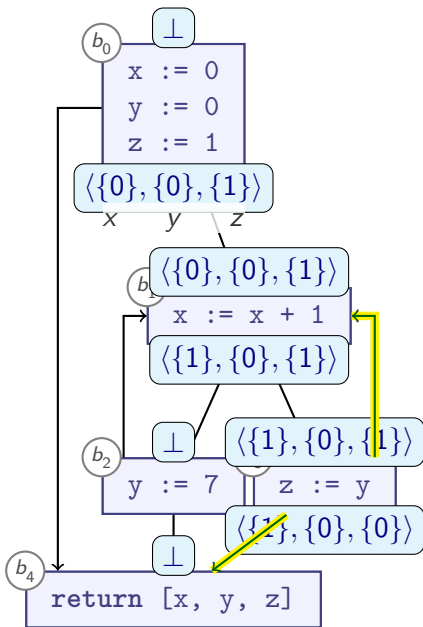 b0
⊥
x := 0
y := 0
z := 1
⟨{0}, {0}, {1}⟩
x y z
⟨{0}, {0}, {1}⟩
x := x + 1
⟨{1}, {0}, {1}⟩
⊥
⟨{1}, {0}, {1}⟩
b2
y := 7
z := y
⟨{1}, {0}, {0}⟩
⊥
b4
return [x, y, z]